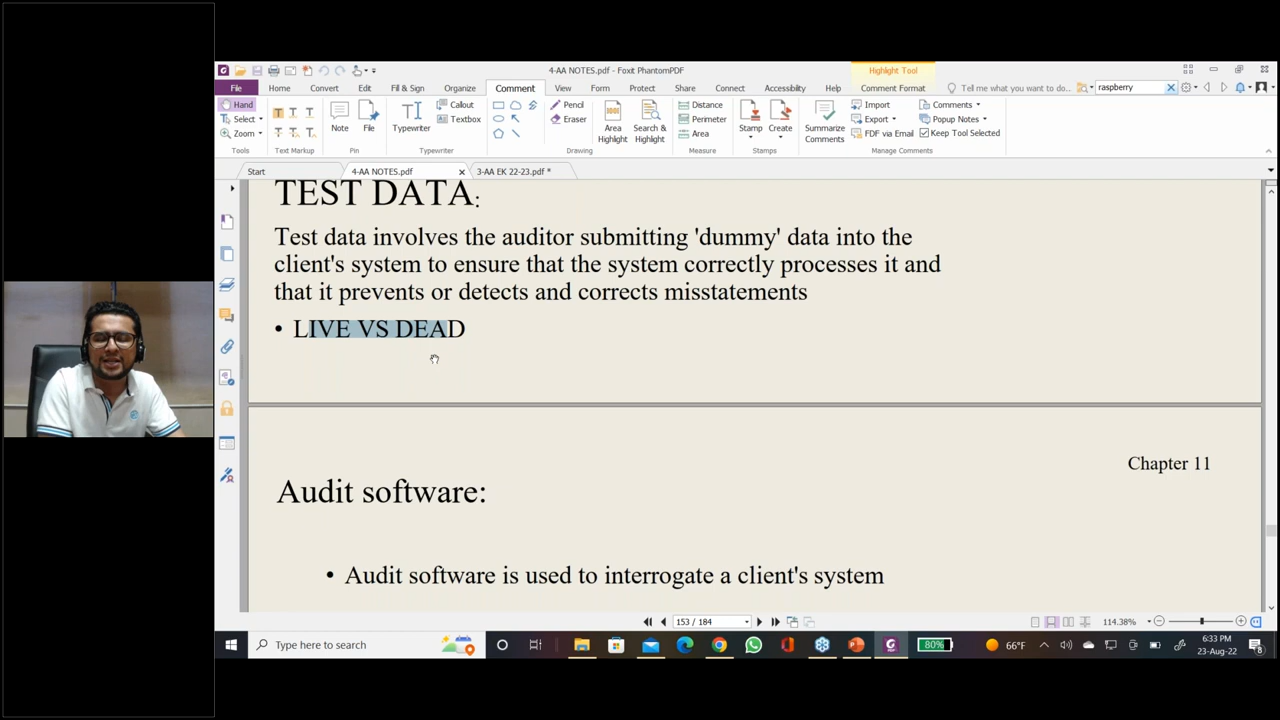 4-AA NOTES.pdf - Foxit PhantomPDF
Highlight Tool
File Home Convert Edit Fill & Sign Organize Comment View Form Protect Share Connect Accessibility Help Comment Format
Tell me what you want to do..
raspberry
Hand
Select
Zoom
Tools
Text Markup
Note
File
Pin
Typewriter
Callout
Textbox
Typewriter
Pencil
Eraser
Drawing
Area Highlight
Search & Highlight
Distance
Perimeter
Area
Measure
Stamp
Create
Stamps
Summarize Comments
Import
Export
FDF via Email
Comments
Popup Notes
Keep Tool Selected
Manage Comments
Start
4-AA NOTES.pdf
3-AA EK 22-23.pdf *
TEST DATA:
Test data involves the auditor submitting 'dummy' data into the
client's system to ensure that the system correctly processes it and
that it prevents or detects and corrects misstatements
• LIVE VS DEAD
Chapter 11
Audit software:
• Audit software is used to interrogate a client's system
153 / 184
114.38%
Type here to search
80%
66°F
6:33 PM
23-Aug-22